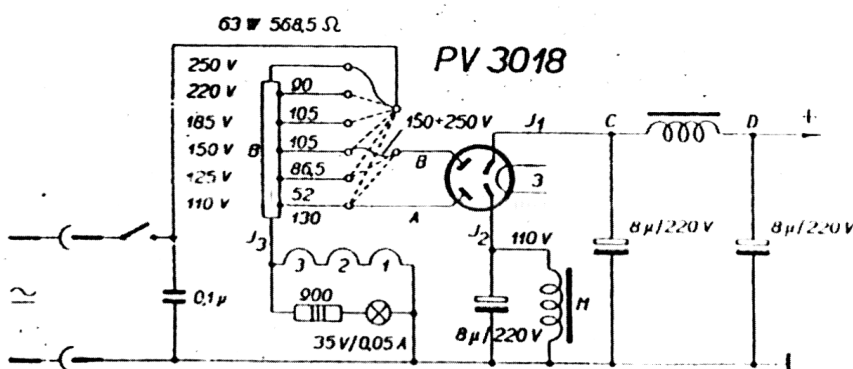 63 W 568,5 Ω
PV 3018
250 V
220 V
90
185 V
105
150÷250 V
J1
C
D
+
150 V
B
105
B
125 V
86,5
3
110 V
52
130
A
J3
J2
110 V
8µ/220 V
8µ/220 V
3
2
1
0,1µ
900
M
8µ/220 V
35V/0,05 A